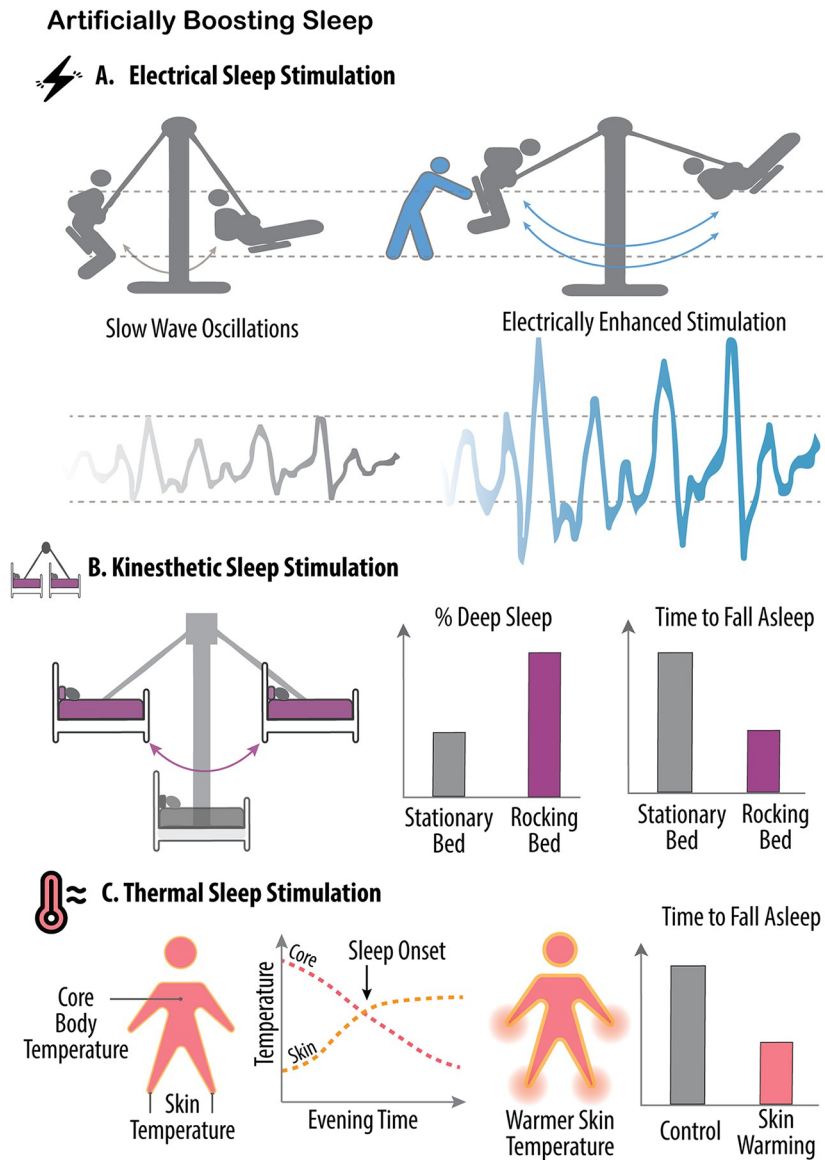 Artificially Boosting Sleep
A. Electrical Sleep Stimulation
Slow Wave Oscillations
Electrically Enhanced Stimulation
B. Kinesthetic Sleep Stimulation
% Deep Sleep
Stationary
Bed
Rocking
Bed
Time to Fall Asleep
Stationary
Bed
Rocking
Bed
C. Thermal Sleep Stimulation
Core
Body
Temperature
Skin
Temperature
Temperature
Core
Skin
Sleep Onset
Evening Time
Warmer Skin
Temperature
Time to Fall Asleep
Control
Skin
Warming